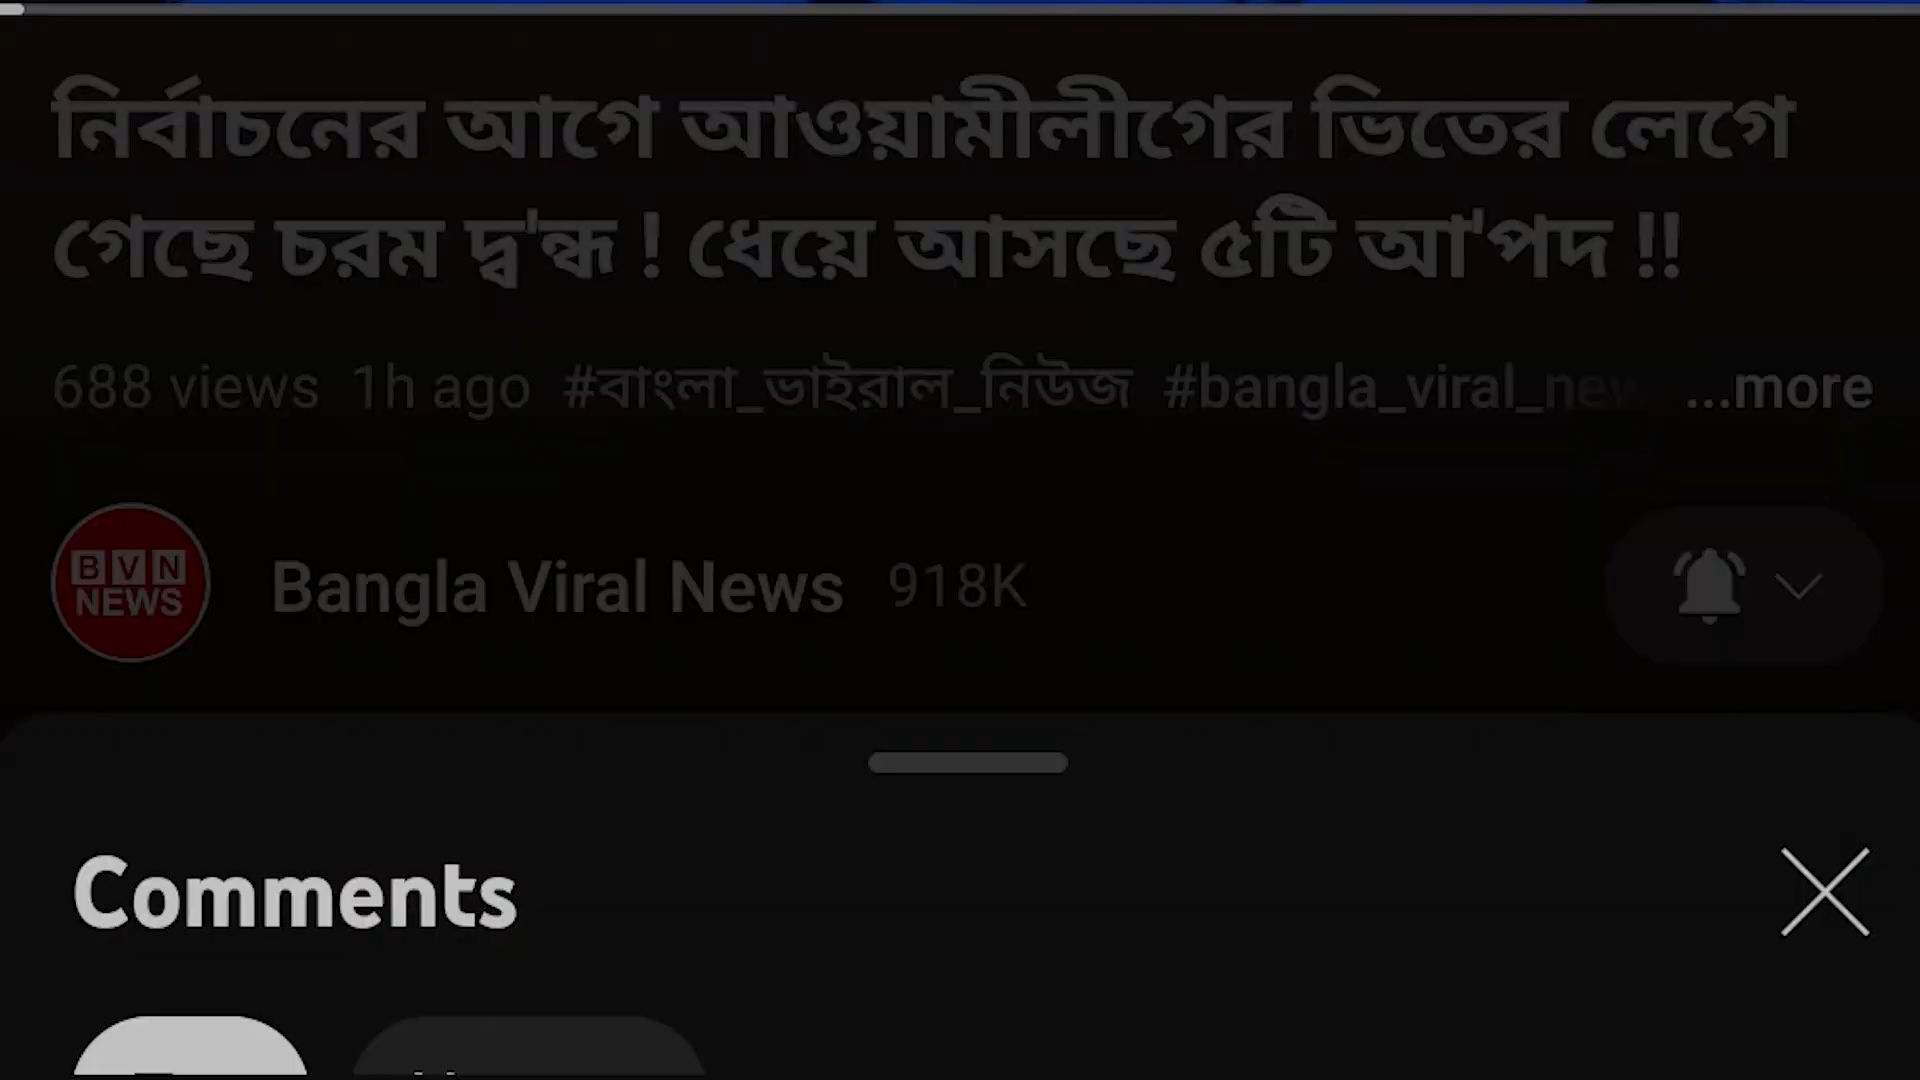 নির্বাচনের আগে আওয়ামীলীগের ভিতের লেগে
গেছে চরম দ্ব'ন্ধ ! ধেয়ে আসছে ৫টি আ'পদ !!
688 views 1h ago #বাংলা_ভাইরাল_নিউজ #bangla_viral_new ...more
BVN
NEWS
Bangla Viral News 918K
Comments